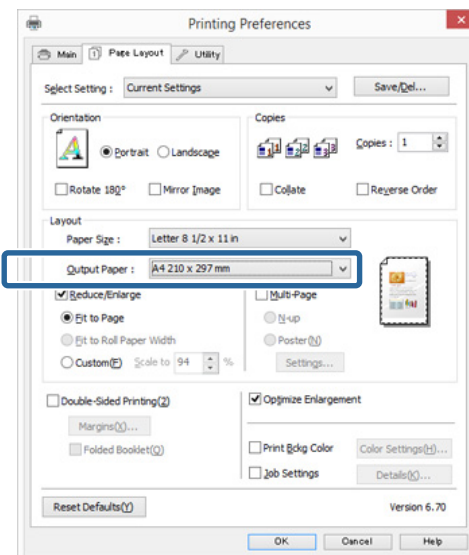 Printing Preferences
Main Page Layout Utility
Select Setting : Current Settings Save/Del...
Orientation Copies
Portrait Landscape Copies : 1
Rotate 180° Mirror Image Collate Reverse Order
Layout
Paper Size : Letter 8 1/2 x 11 in
Output Paper : A4 210 x 297 mm
Reduce/Enlarge Multi-Page
Fit to Page N-up
Fit to Roll Paper Width Poster(N)
Custom(F) Scale to 94 % Settings...
Double-Sided Printing(2) Optimize Enlargement
Margins(X)...
Folded Booklet(O) Print Bckg Color Color Settings(H)...
Job Settings Details(K)...
Reset Defaults(Y) Version 6.70
OK Cancel Help